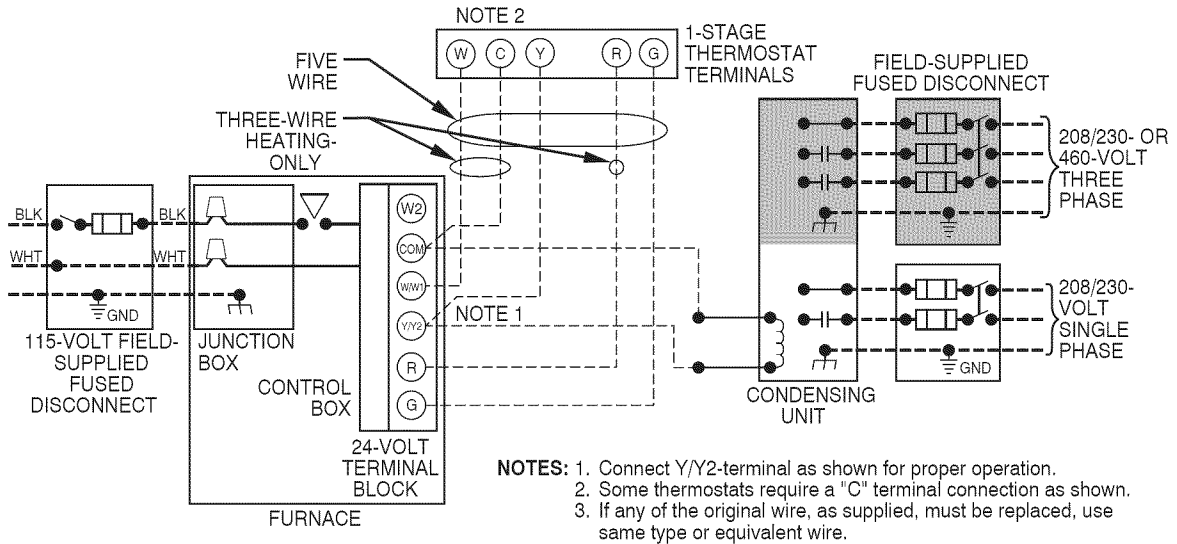 NOTE 2
W C Y R G
1-STAGE
THERMOSTAT
TERMINALS
FIVE
WIRE
THREE-WIRE
HEATING-
ONLY
FIELD-SUPPLIED
FUSED DISCONNECT
208/230- OR
460-VOLT
THREE
PHASE
BLK
BLK
WHT
WHT
GND
115-VOLT FIELD-
SUPPLIED
FUSED
DISCONNECT
JUNCTION
BOX
CONTROL
BOX
W2
COM
W/W1
Y/Y2
R
G
NOTE 1
24-VOLT
TERMINAL
BLOCK
FURNACE
208/230-
VOLT
SINGLE
PHASE
GND
CONDENSING
UNIT
NOTES: 1. Connect Y/Y2-terminal as shown for proper operation.
2. Some thermostats require a "C" terminal connection as shown.
3. If any of the original wire, as supplied, must be replaced, use
same type or equivalent wire.